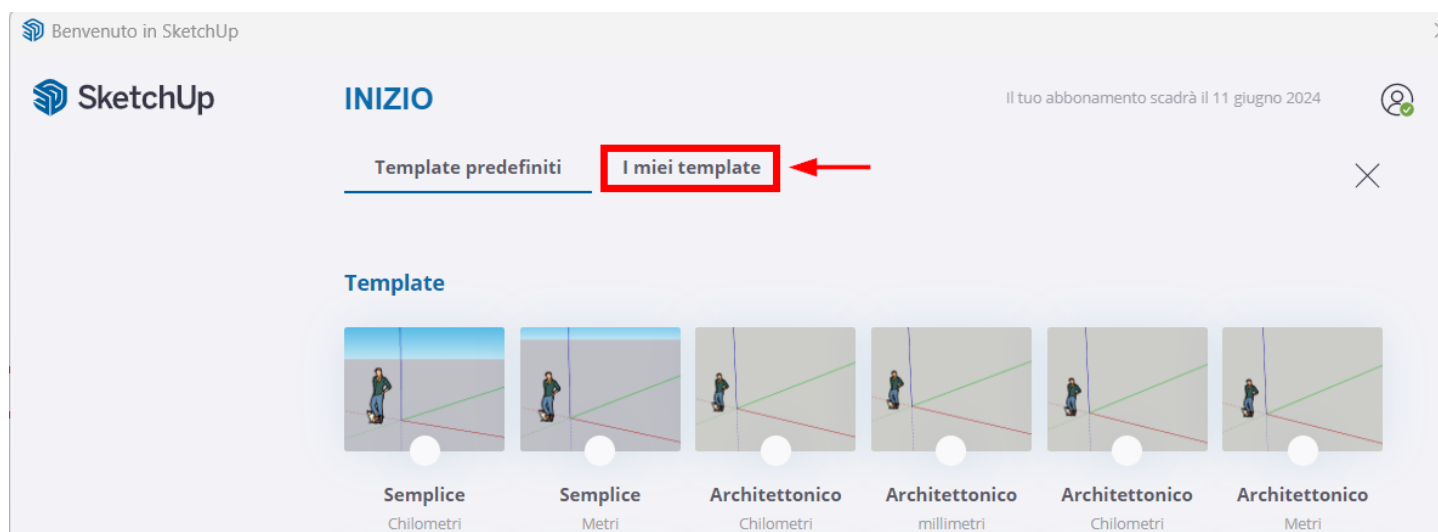 Benvenuto in SketchUp
SketchUp
INIZIO
Il tuo abbonamento scadrà il 11 giugno 2024
Template predefiniti
I miei template
Template
Semplice
Chilometri
Semplice
Metri
Architettonico
Chilometri
Architettonico
millimetri
Architettonico
Chilometri
Architettonico
Metri